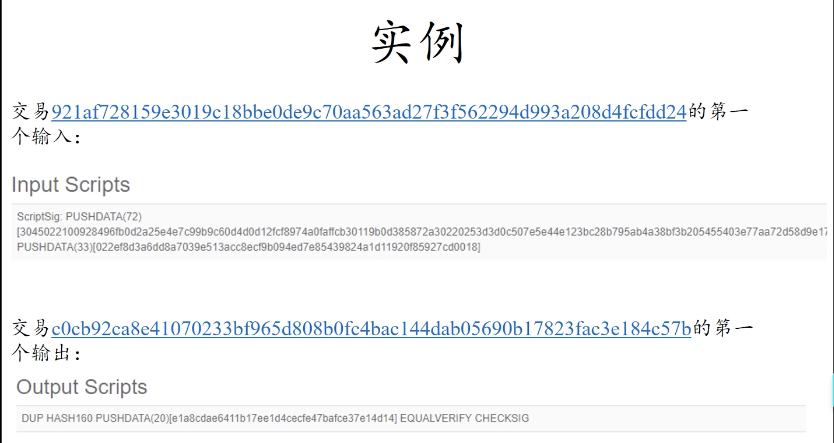 实例
交易921af728159e3019c18bbe0de9c70aa563ad27f3f562294d993a208d4fcfdd24的第一
个输入：
Input Scripts
ScriptSig: PUSHDATA(72)
[3045022100928496fb0d2a25e4e7c99b9c60d4d0d12fcf8974a0faffcb30119b0d385872a30220253d3d0c507e5e44e123bc28b795ab4a38bf3b205455403e77aa72d58d9e17
PUSHDATA(33)[022ef8d3a6dd8a7039e513acc8ecf9b094ed7e85439824a1d11920f85927cd0018]
交易c0cb92ca8e41070233bf965d808b0fc4bac144dab05690b17823fac3e184c57b的第一
个输出：
Output Scripts
DUP HASH160 PUSHDATA(20)[e1a8cdae6411b17ee1d4cecfe47bafce37e14d14] EQUALVERIFY CHECKSIG